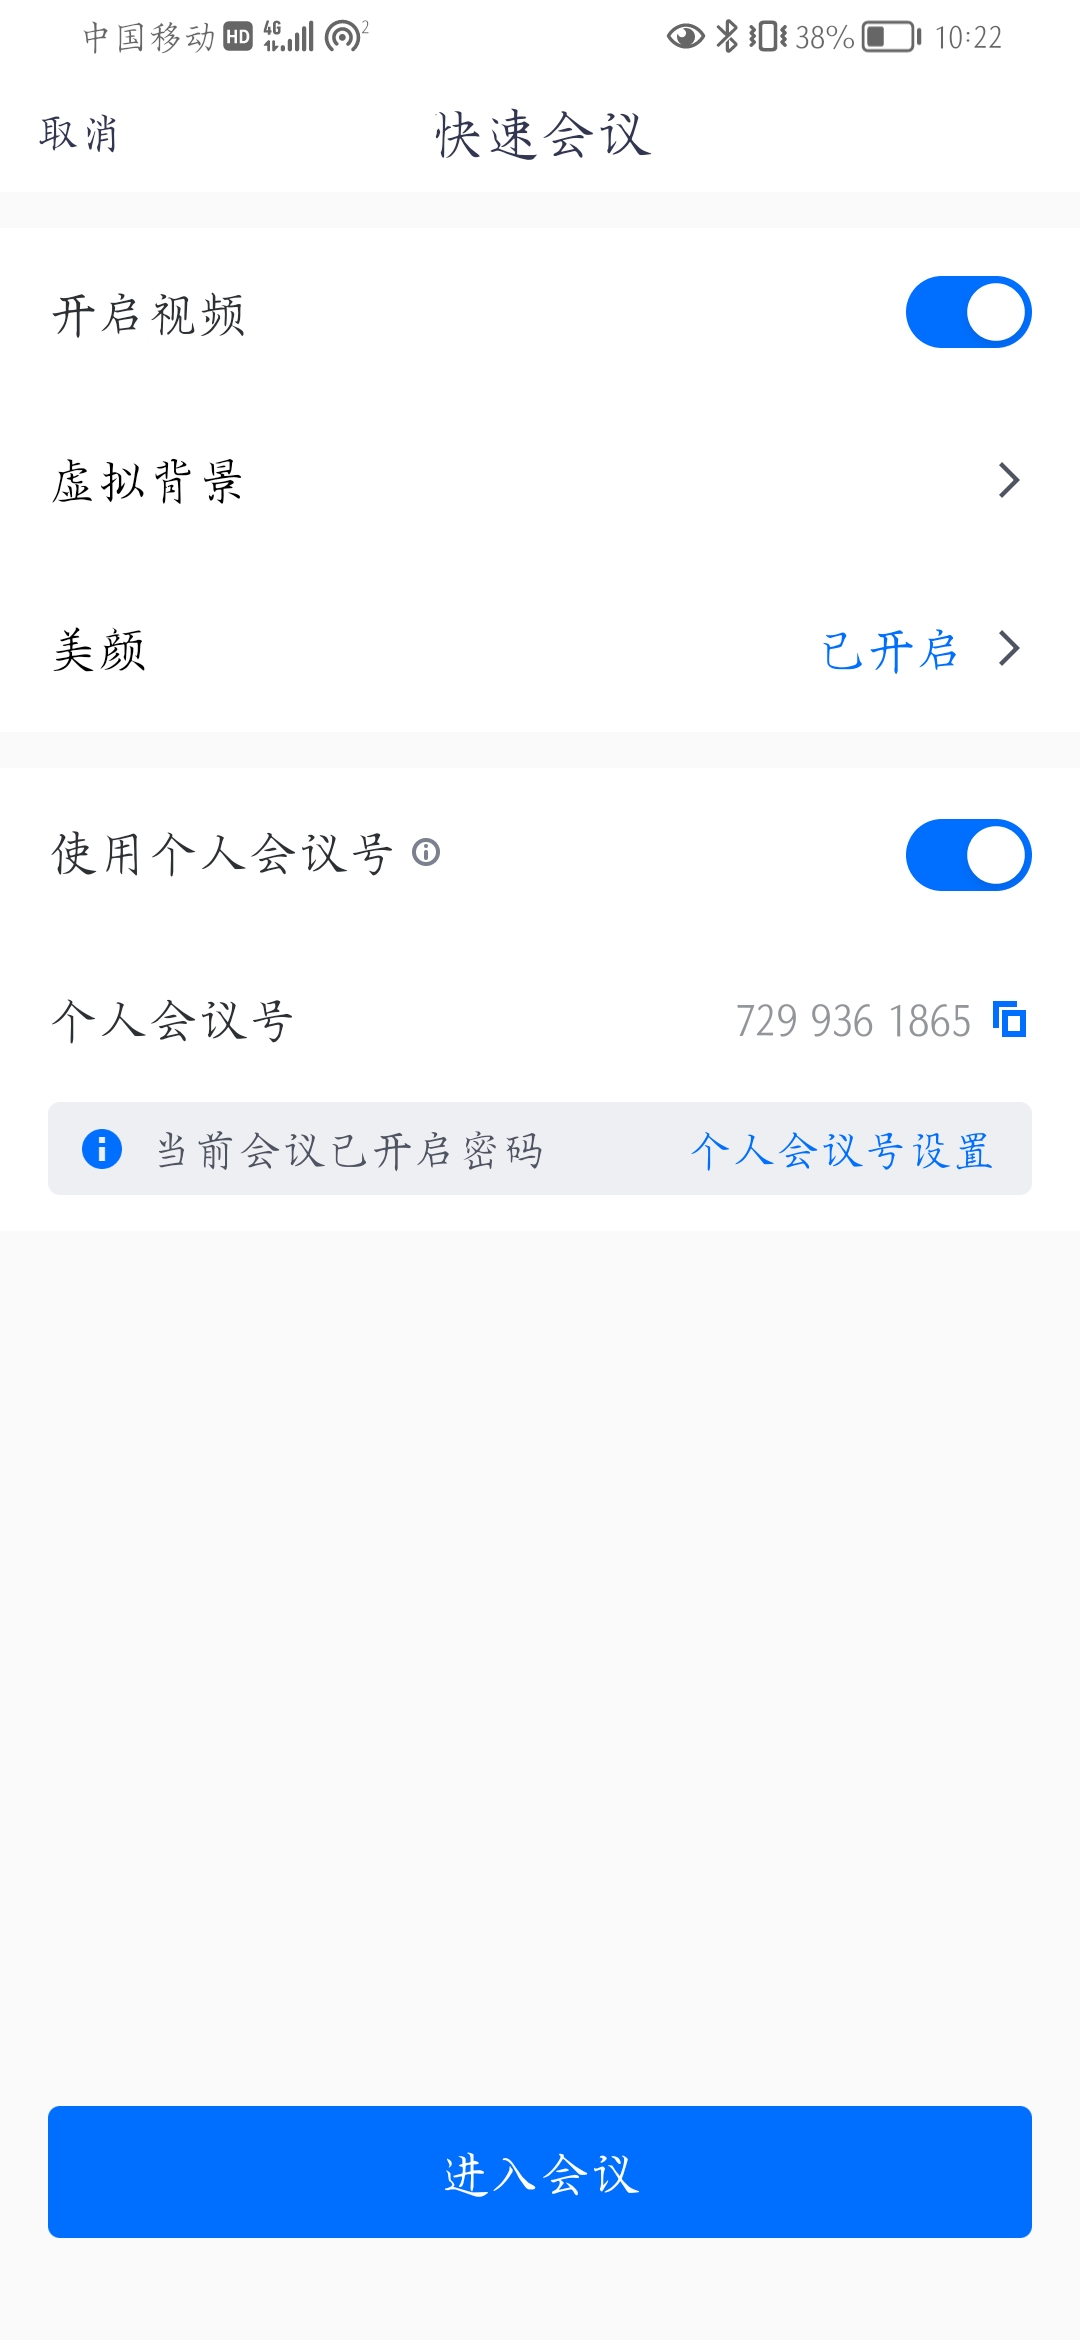 中国移动 HD 4G 2 38% 10:22
取消 快速会议
开启视频
虚拟背景
美颜 已开启
使用个人会议号
个人会议号 729 936 1865
当前会议已开启密码 个人会议号设置
进入会议